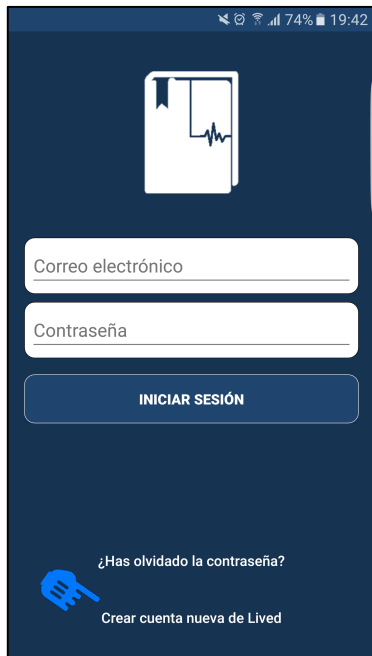 74% 19:42
Correo electrónico
Contraseña
INICIAR SESIÓN
¿Has olvidado la contraseña?
Crear cuenta nueva de Lived